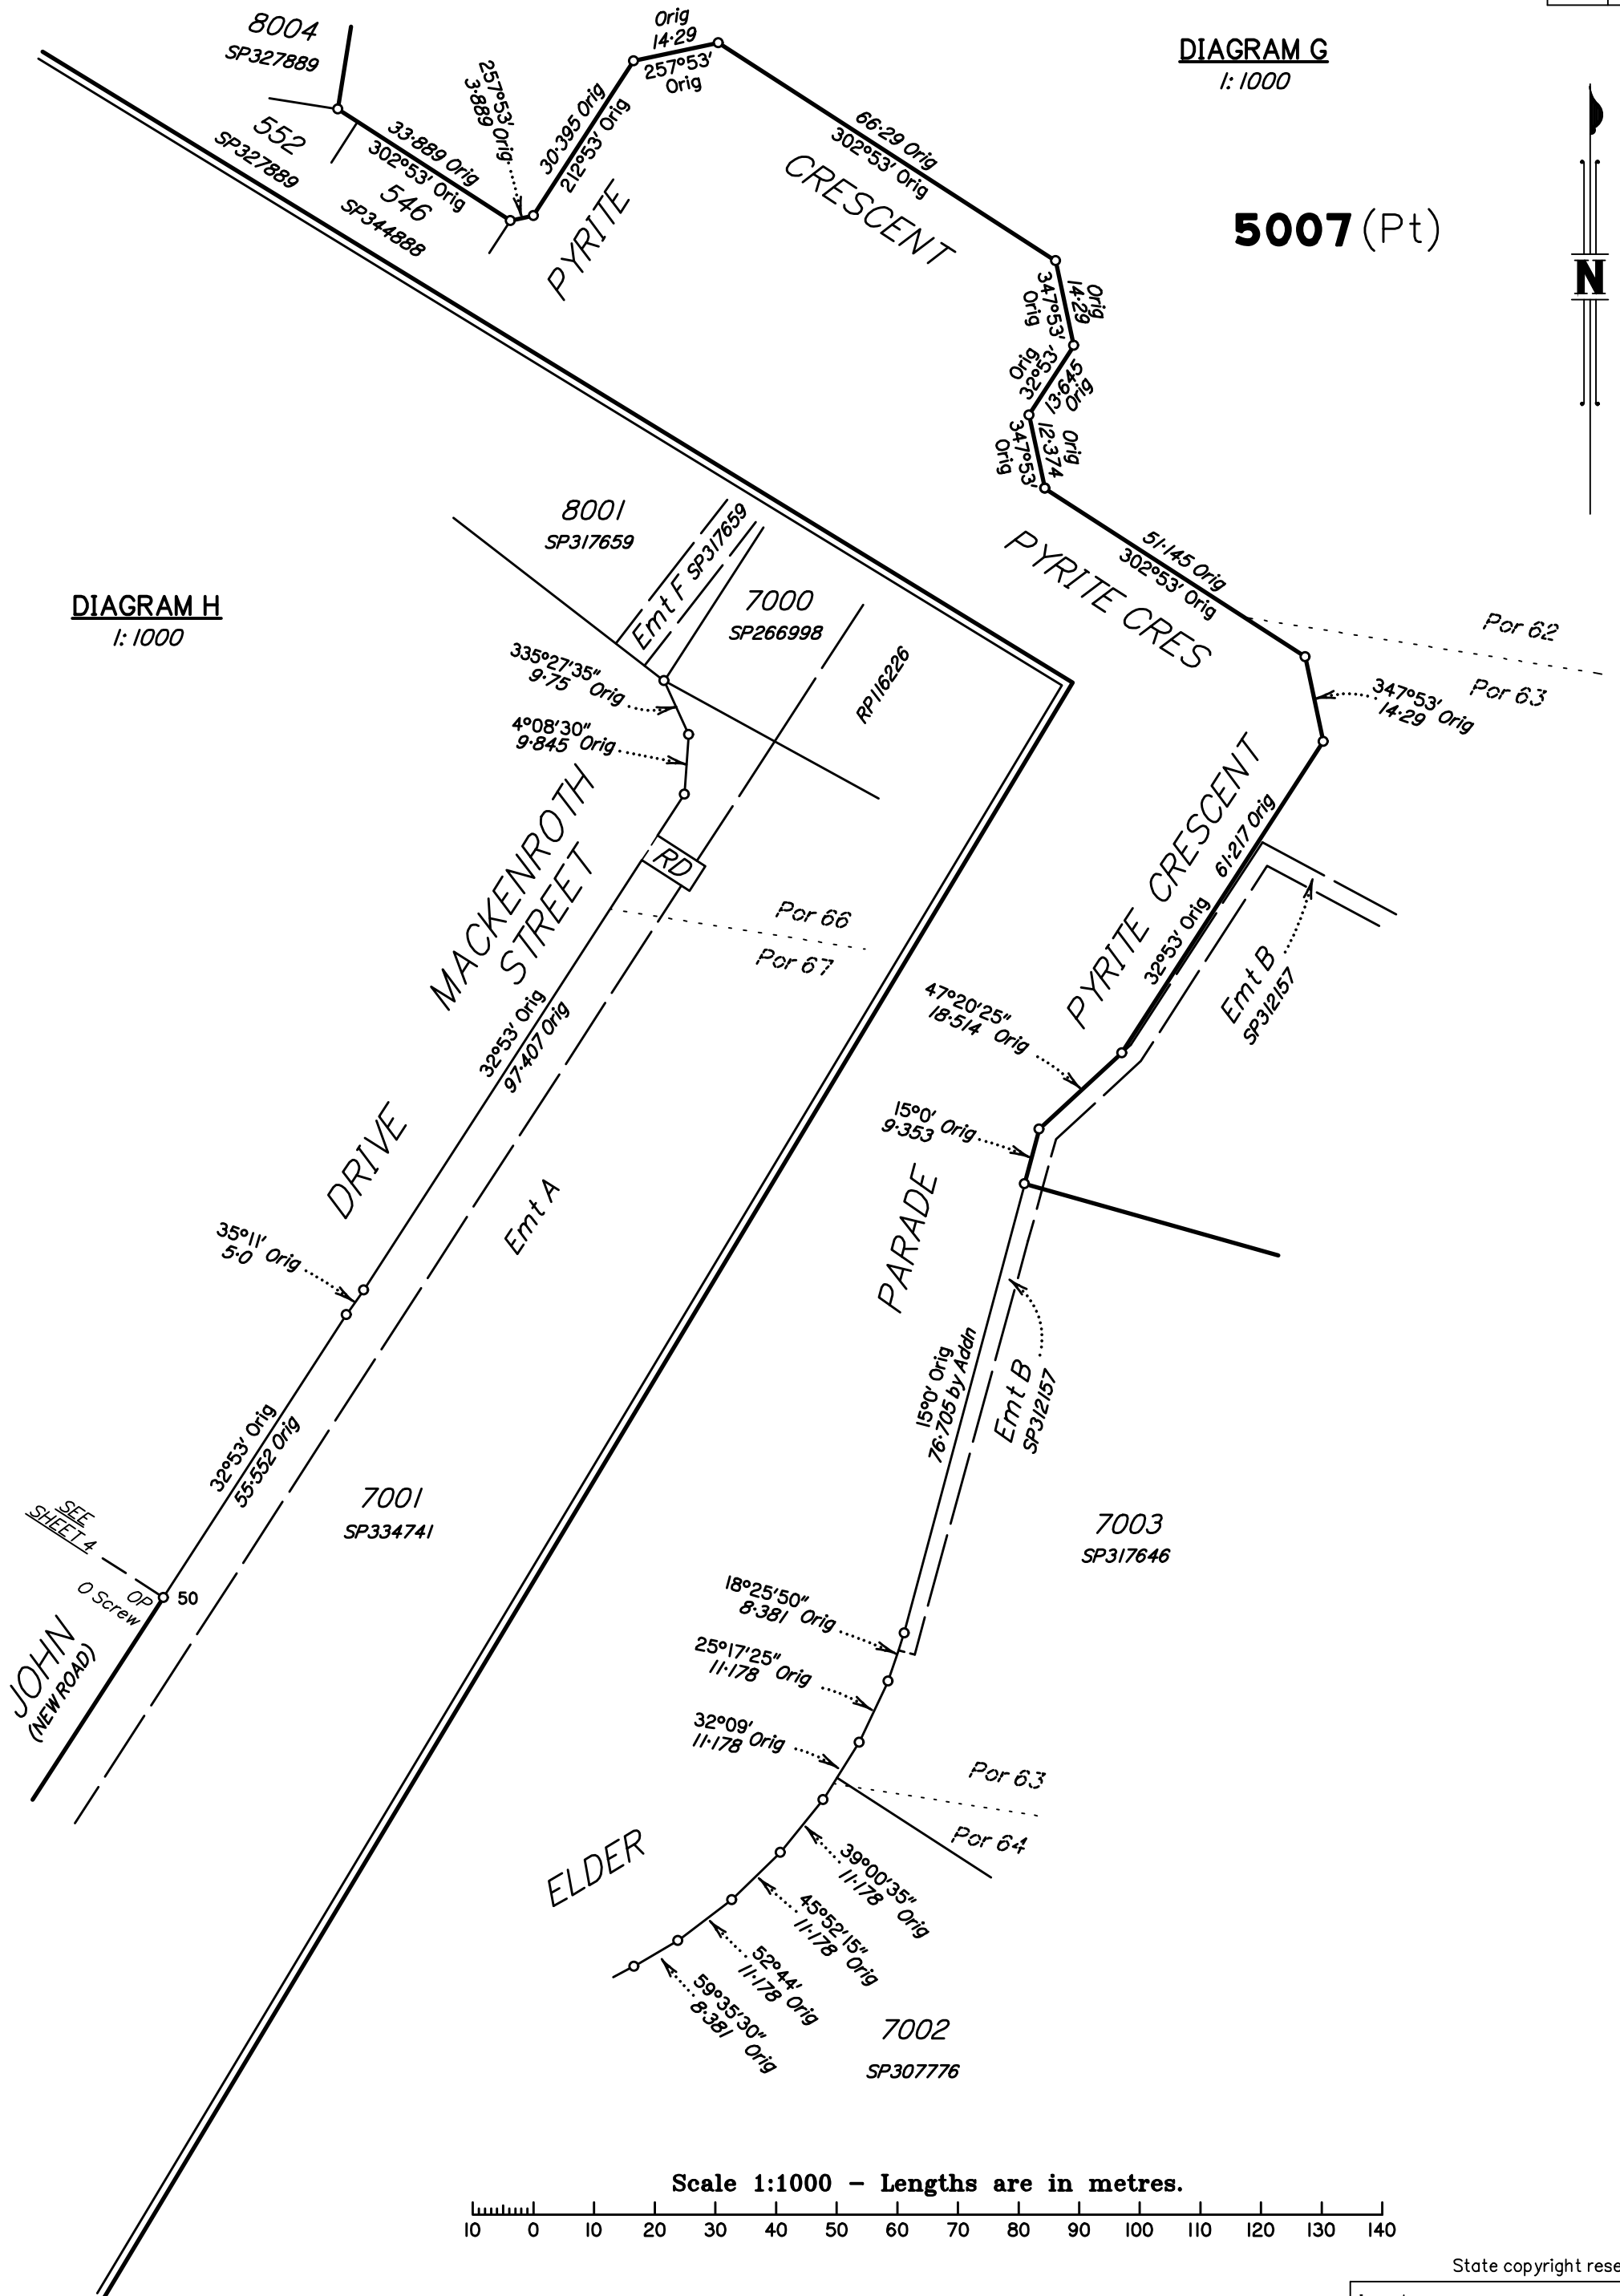 DIAGRAM G
1:1000
8004
SP327889
552
SP327889
33·889 Orig
302°53' Orig
546
SP344888
257°53' Orig
3·889
30·395 Orig
212°53' Orig
Orig
14·29
257°53'
Orig
PYRITE
CRESCENT
66·29 Orig
302°53' Orig
5007 (Pt)
N
Orig
14·29
347°53'
Orig
Orig
32°53'
13·645
Orig
Orig
12·374
347°53'
Orig
51·145 Orig
302°53' Orig
PYRITE CRES
Por 62
Por 63
347°53' Orig
14·29
PYRITE CRESCENT
61·217 Orig
32°53' Orig
Emt B
SP312157
47°20'25" Orig
18·514
15°0' Orig
9·353
PARADE
15°0' Orig
76·705 by Addn
Emt B
SP312157
7003
SP317646
18°25'50" Orig
8·381
25°17'25" Orig
11·178
32°09' Orig
11·178
Por 63
Por 64
ELDER
39°00'35" Orig
11·178
45°52'15" Orig
11·178
52°44' Orig
11·178
59°35'30" Orig
8·381
7002
SP307776
DIAGRAM H
1:1000
8001
SP317659
Emt F SP317659
7000
SP266998
RP116226
335°27'35" Orig
9·75
4°08'30"
9·845 Orig
MACKENROTH
STREET
RD
Por 66
Por 67
32°53' Orig
97·407 Orig
DRIVE
Emt A
35°11' Orig
5·0
32°53' Orig
55·552 Orig
7001
SP334741
SEE
SHEET 4
OP
O Screw
50
JOHN
(NEW ROAD)
Scale 1:1000 – Lengths are in metres.
10 0 10 20 30 40 50 60 70 80 90 100 110 120 130 140
State copyright rese